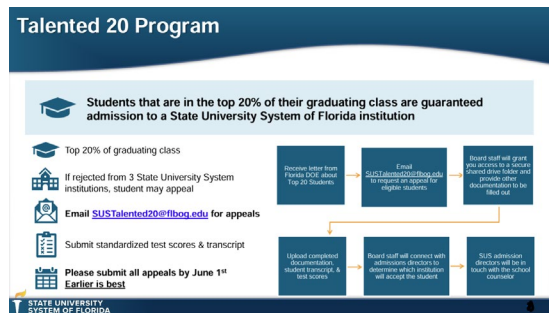 Talented 20 Program
Students that are in the top 20% of their graduating class are guaranteed
admission to a State University System of Florida institution
Top 20% of graduating class
If rejected from 3 State University System
institutions, student may appeal
Email SUSTalented20@flbog.edu for appeals
Submit standardized test scores & transcript
Please submit all appeals by June 1st
Earlier is best
Receive letter from
Florida DOE about
Top 20 Students
Email
SUSTalented20@flbog.edu
to request an appeal for
eligible students
Board staff will grant
you access to a secure
shared drive folder and
provide other
documentation to be
filled out
Upload completed
documentation,
student transcript, &
test scores
Board staff will connect with
admissions directors to
determine which institution
will accept the student
SUS admission
directors will be in
touch with the school
counselor
STATE UNIVERSITY
SYSTEM OF FLORIDA